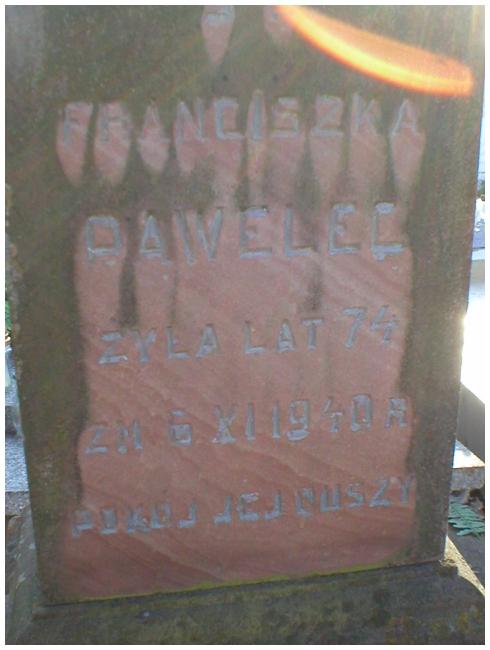 FRANCISZKA
PAWELEC
ŻYŁA LAT 74
ZM 6 XI 1940 R
POKÓJ JEJ DUSZY